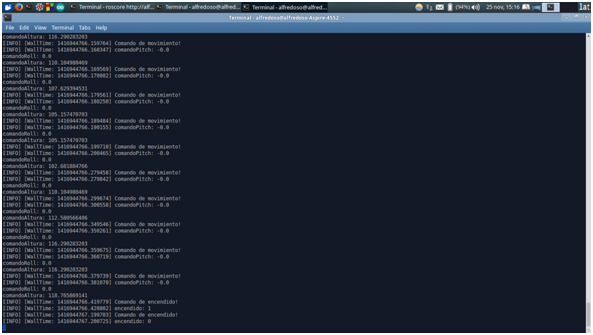 Terminal - roscore http://alf...
Terminal - alfredoso@alfredos...
Terminal - alfredoso@alfredos...
(94%)
25 nov, 15:16
lat
Terminal - alfredoso@alfredoso-Aspire-4552: ~
File Edit View Terminal Tabs Help
comandoAltura: 116.290283203
[INFO] [WallTime: 1416944766.159764] Comando de movimiento!
[INFO] [WallTime: 1416944766.160347] comandoPitch: -0.0
comandoRoll: 0.0
comandoAltura: 110.104980469
[INFO] [WallTime: 1416944766.169569] Comando de movimiento!
[INFO] [WallTime: 1416944766.170082] comandoPitch: -0.0
comandoRoll: 0.0
comandoAltura: 107.629394531
[INFO] [WallTime: 1416944766.179561] Comando de movimiento!
[INFO] [WallTime: 1416944766.180250] comandoPitch: -0.0
comandoRoll: 0.0
comandoAltura: 105.157470703
[INFO] [WallTime: 1416944766.189484] Comando de movimiento!
[INFO] [WallTime: 1416944766.190155] comandoPitch: -0.0
comandoRoll: 0.0
comandoAltura: 105.157470703
[INFO] [WallTime: 1416944766.199710] Comando de movimiento!
[INFO] [WallTime: 1416944766.200465] comandoPitch: -0.0
comandoRoll: 0.0
comandoAltura: 102.681884766
[INFO] [WallTime: 1416944766.279458] Comando de movimiento!
[INFO] [WallTime: 1416944766.279842] comandoPitch: -0.0
comandoRoll: 0.0
comandoAltura: 110.104980469
[INFO] [WallTime: 1416944766.299674] Comando de movimiento!
[INFO] [WallTime: 1416944766.300558] comandoPitch: -0.0
comandoRoll: 0.0
comandoAltura: 112.580566406
[INFO] [WallTime: 1416944766.349546] Comando de movimiento!
[INFO] [WallTime: 1416944766.350261] comandoPitch: -0.0
comandoRoll: 0.0
comandoAltura: 116.290283203
[INFO] [WallTime: 1416944766.359675] Comando de movimiento!
[INFO] [WallTime: 1416944766.360719] comandoPitch: -0.0
comandoRoll: 0.0
comandoAltura: 116.290283203
[INFO] [WallTime: 1416944766.379739] Comando de movimiento!
[INFO] [WallTime: 1416944766.381070] comandoPitch: -0.0
comandoRoll: 0.0
comandoAltura: 118.765869141
[INFO] [WallTime: 1416944766.419779] Comando de encendido!
[INFO] [WallTime: 1416944766.420802] encendido: 1
[INFO] [WallTime: 1416944767.199703] Comando de encendido!
[INFO] [WallTime: 1416944767.200725] encendido: 0